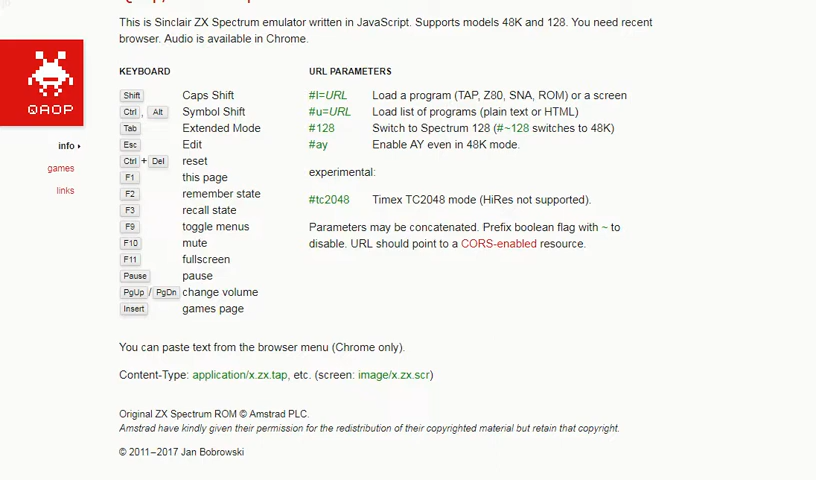 This is Sinclair ZX Spectrum emulator written in JavaScript. Supports models 48K and 128. You need recent
browser. Audio is available in Chrome.
QAOP
info
games
links
KEYBOARD
Shift Caps Shift
Ctrl, Alt Symbol Shift
Tab Extended Mode
Esc Edit
Ctrl + Del reset
F1 this page
F2 remember state
F3 recall state
F9 toggle menus
F10 mute
F11 fullscreen
Pause pause
PgUp / PgDn change volume
Insert games page
URL PARAMETERS
#l=URL Load a program (TAP, Z80, SNA, ROM) or a screen
#u=URL Load list of programs (plain text or HTML)
#128 Switch to Spectrum 128 (#~128 switches to 48K)
#ay Enable AY even in 48K mode.
experimental:
#tc2048 Timex TC2048 mode (HiRes not supported).
Parameters may be concatenated. Prefix boolean flag with ~ to
disable. URL should point to a CORS-enabled resource.
You can paste text from the browser menu (Chrome only).
Content-Type: application/x.zx.tap, etc. (screen: image/x.zx.scr)
Original ZX Spectrum ROM © Amstrad PLC.
Amstrad have kindly given their permission for the redistribution of their copyrighted material but retain that copyright.
© 2011–2017 Jan Bobrowski